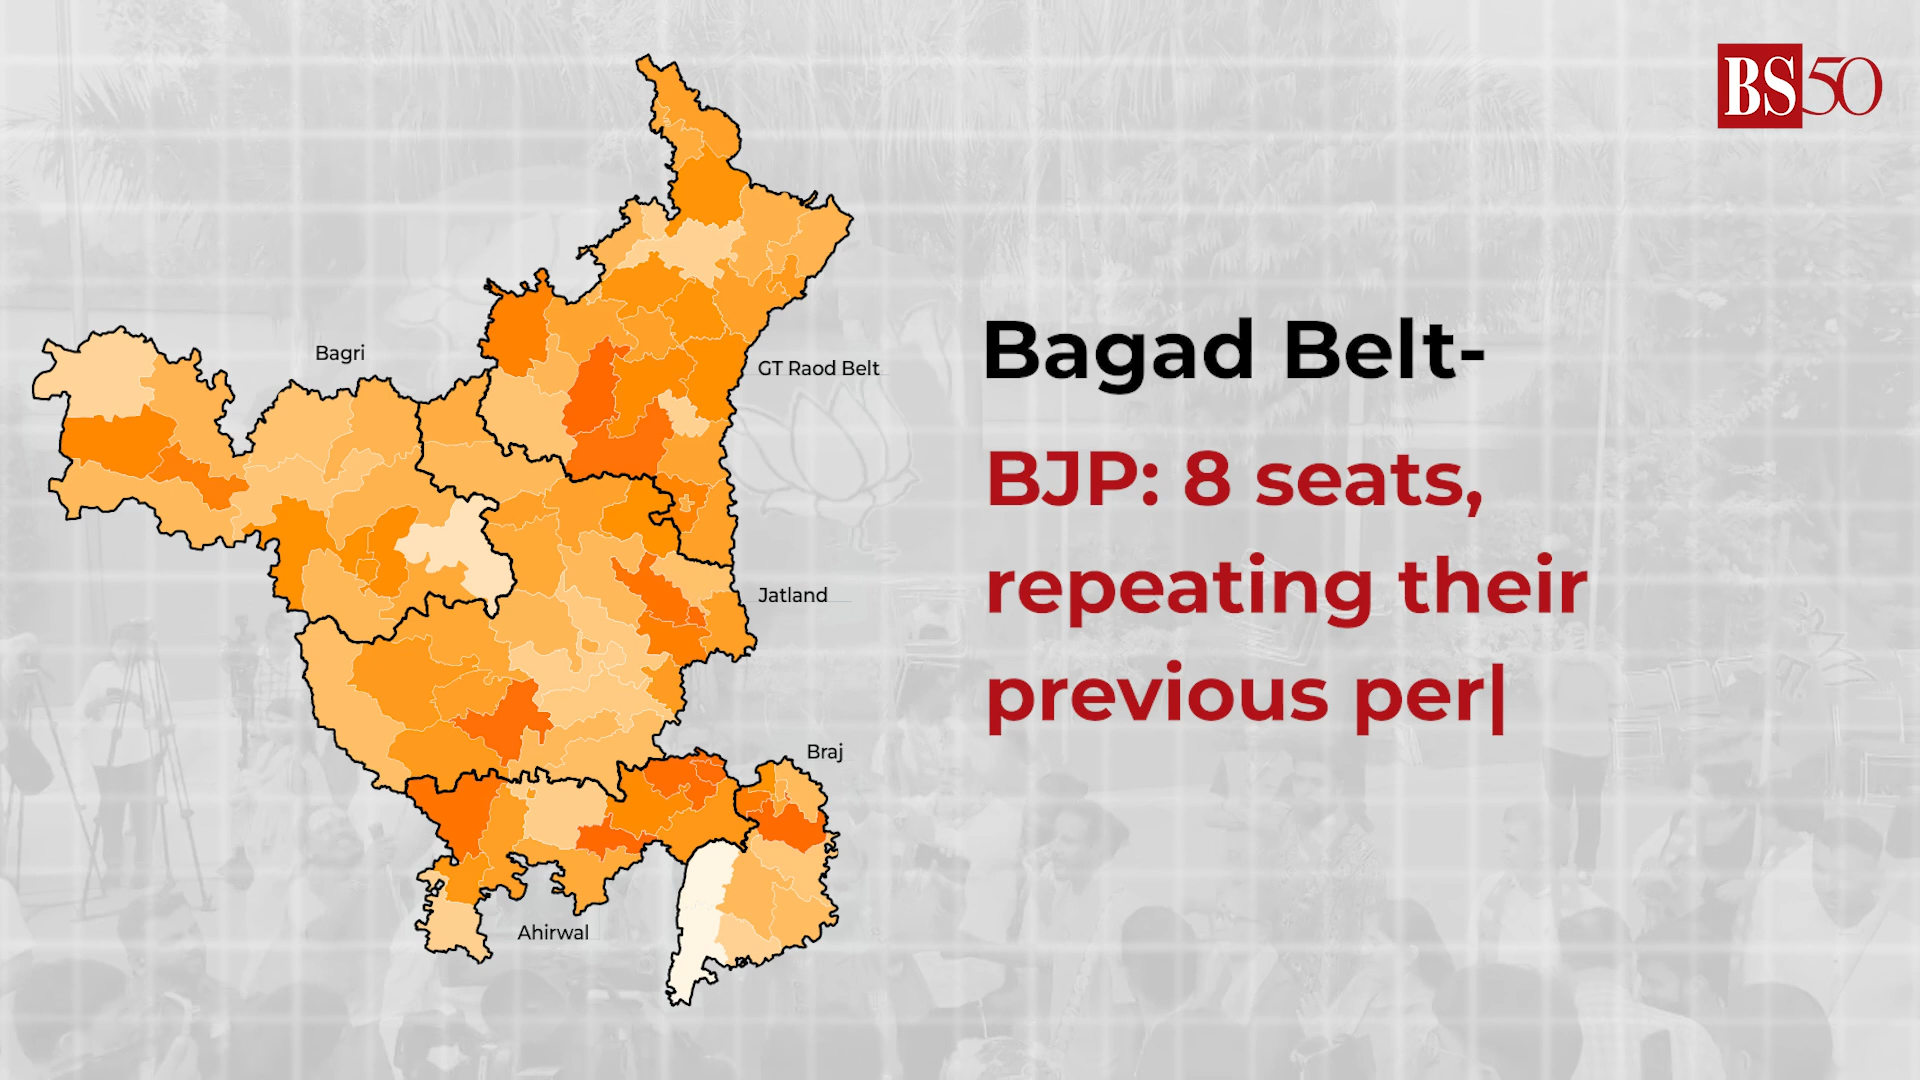 BS50
Bagri
GT Raod Belt
Jatland
Braj
Ahirwal
Bagad Belt-
BJP: 8 seats,
repeating their
previous per|